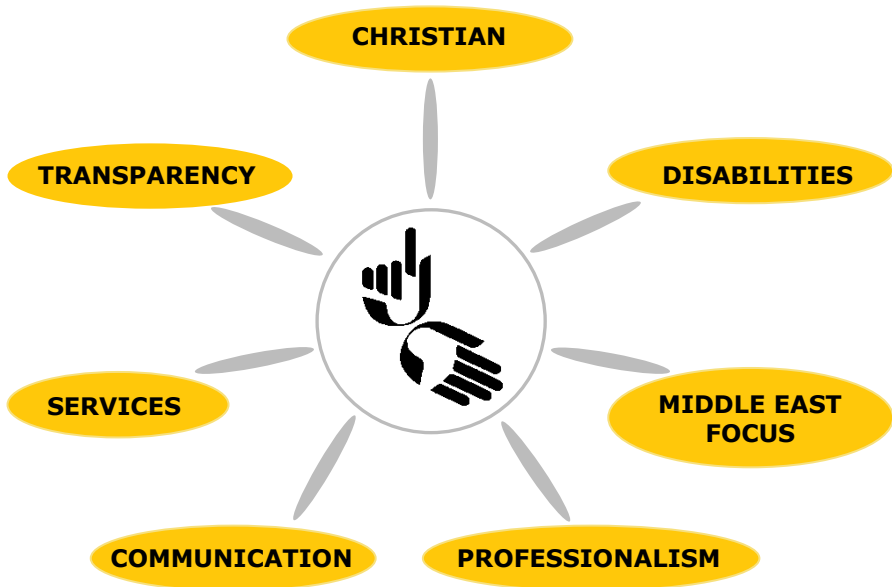 CHRISTIAN
TRANSPARENCY
DISABILITIES
SERVICES
MIDDLE EAST
FOCUS
COMMUNICATION
PROFESSIONALISM